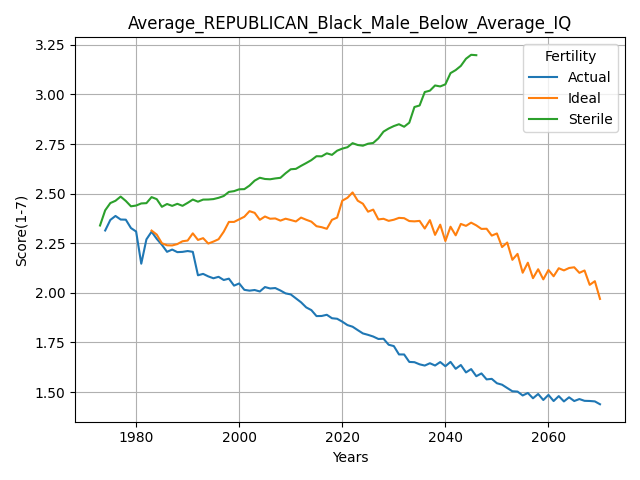 Average_REPUBLICAN_Black_Male_Below_Average_IQ
3.25
3.00
2.75
2.50
2.25
2.00
1.75
1.50
Score(1-7)
Fertility
Actual
Ideal
Sterile
1980 2000 2020 2040 2060
Years